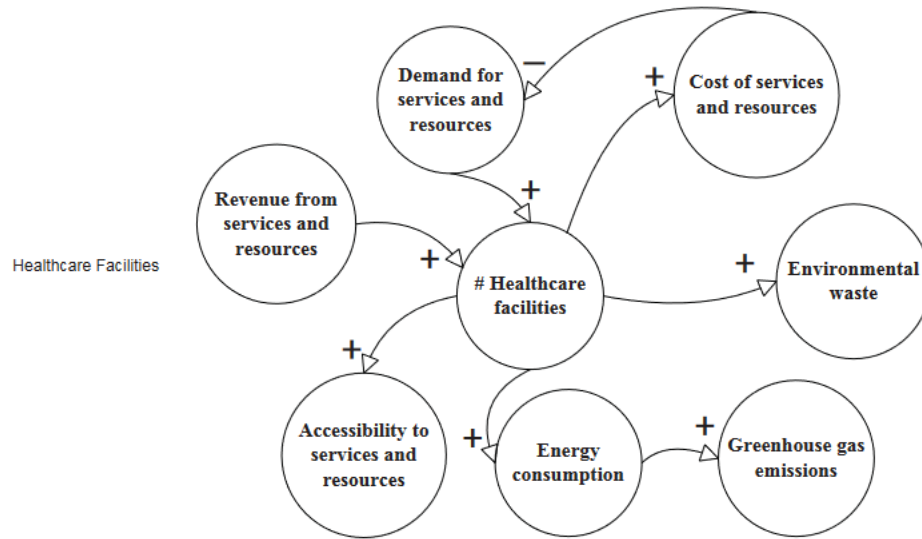 Demand for
services and
resources
−
+
Cost of services
and resources
Revenue from
services and
resources
+
+
Healthcare Facilities
# Healthcare
facilities
+
Environmental
waste
+
Accessibility to
services and
resources
+
Energy
consumption
+
Greenhouse gas
emissions